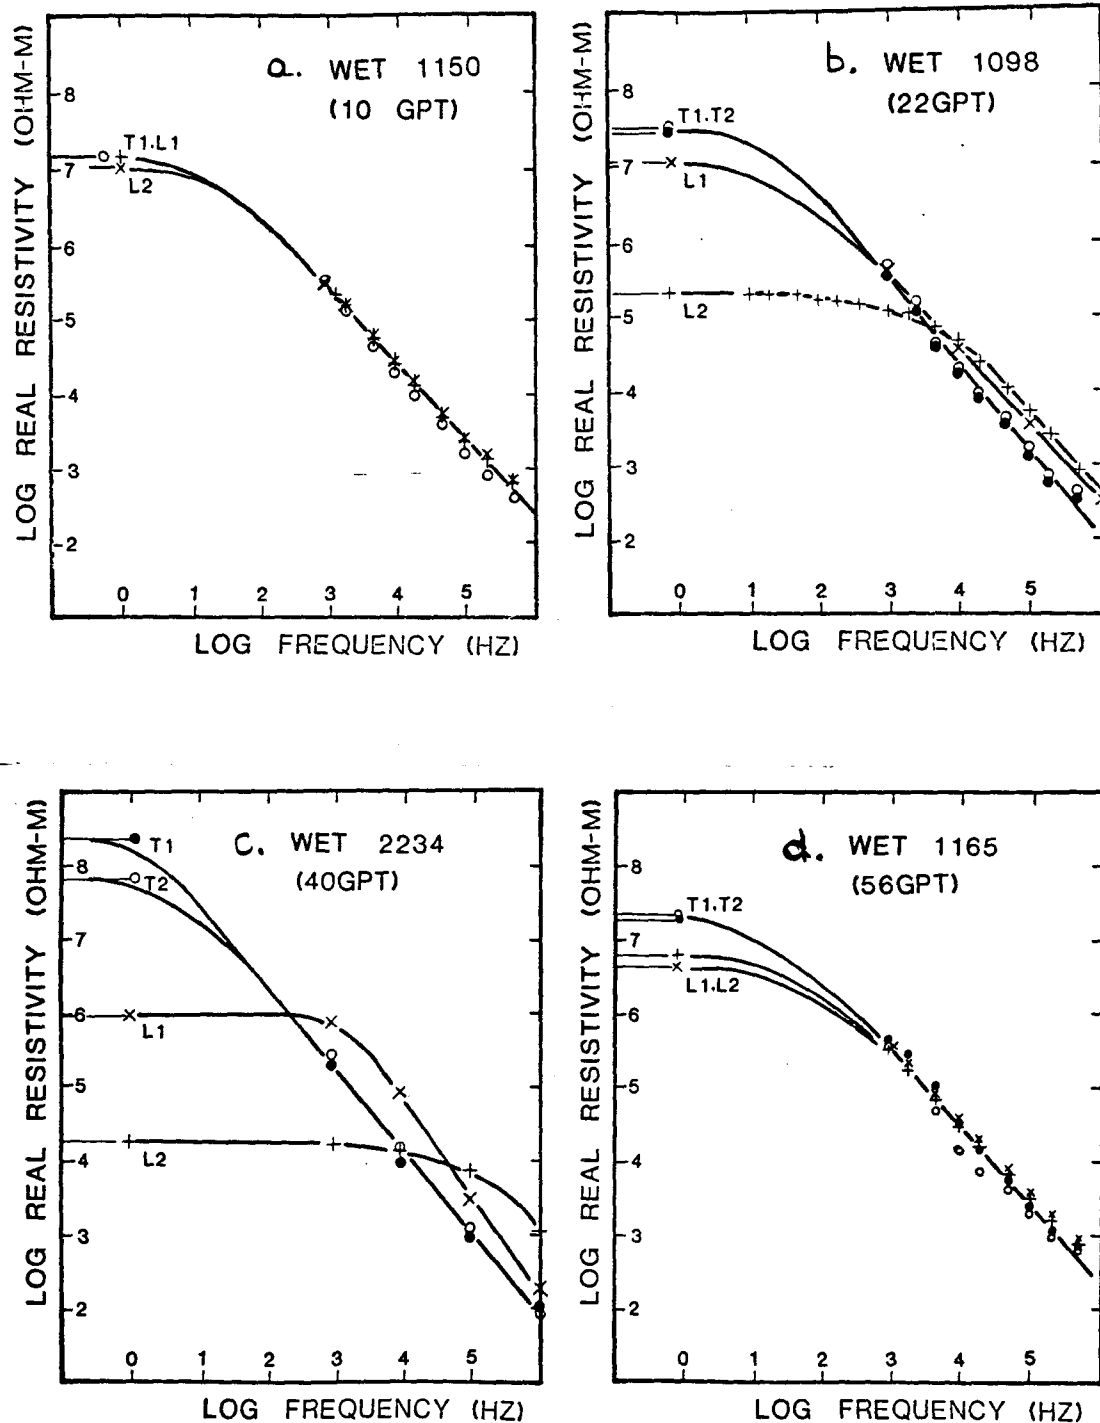 LOG REAL RESISTIVITY (OHM-M)
a. WET 1150
(10 GPT)
8
7
6
5
4
3
2
T1.L1
L2
0 1 2 3 4 5
LOG FREQUENCY (HZ)
LOG REAL RESISTIVITY (OHM-M)
b. WET 1098
(22GPT)
8
7
6
5
4
3
2
T1.T2
L1
L2
0 1 2 3 4 5
LOG FREQUENCY (HZ)
LOG REAL RESISTIVITY (OHM-M)
c. WET 2234
(40GPT)
8
7
6
5
4
3
2
T1
T2
L1
L2
0 1 2 3 4 5
LOG FREQUENCY (HZ)
LOG REAL RESISTIVITY (OHM-M)
d. WET 1165
(56GPT)
8
7
6
5
4
3
2
T1.T2
L1.L2
0 1 2 3 4 5
LOG FREQUENCY (HZ)